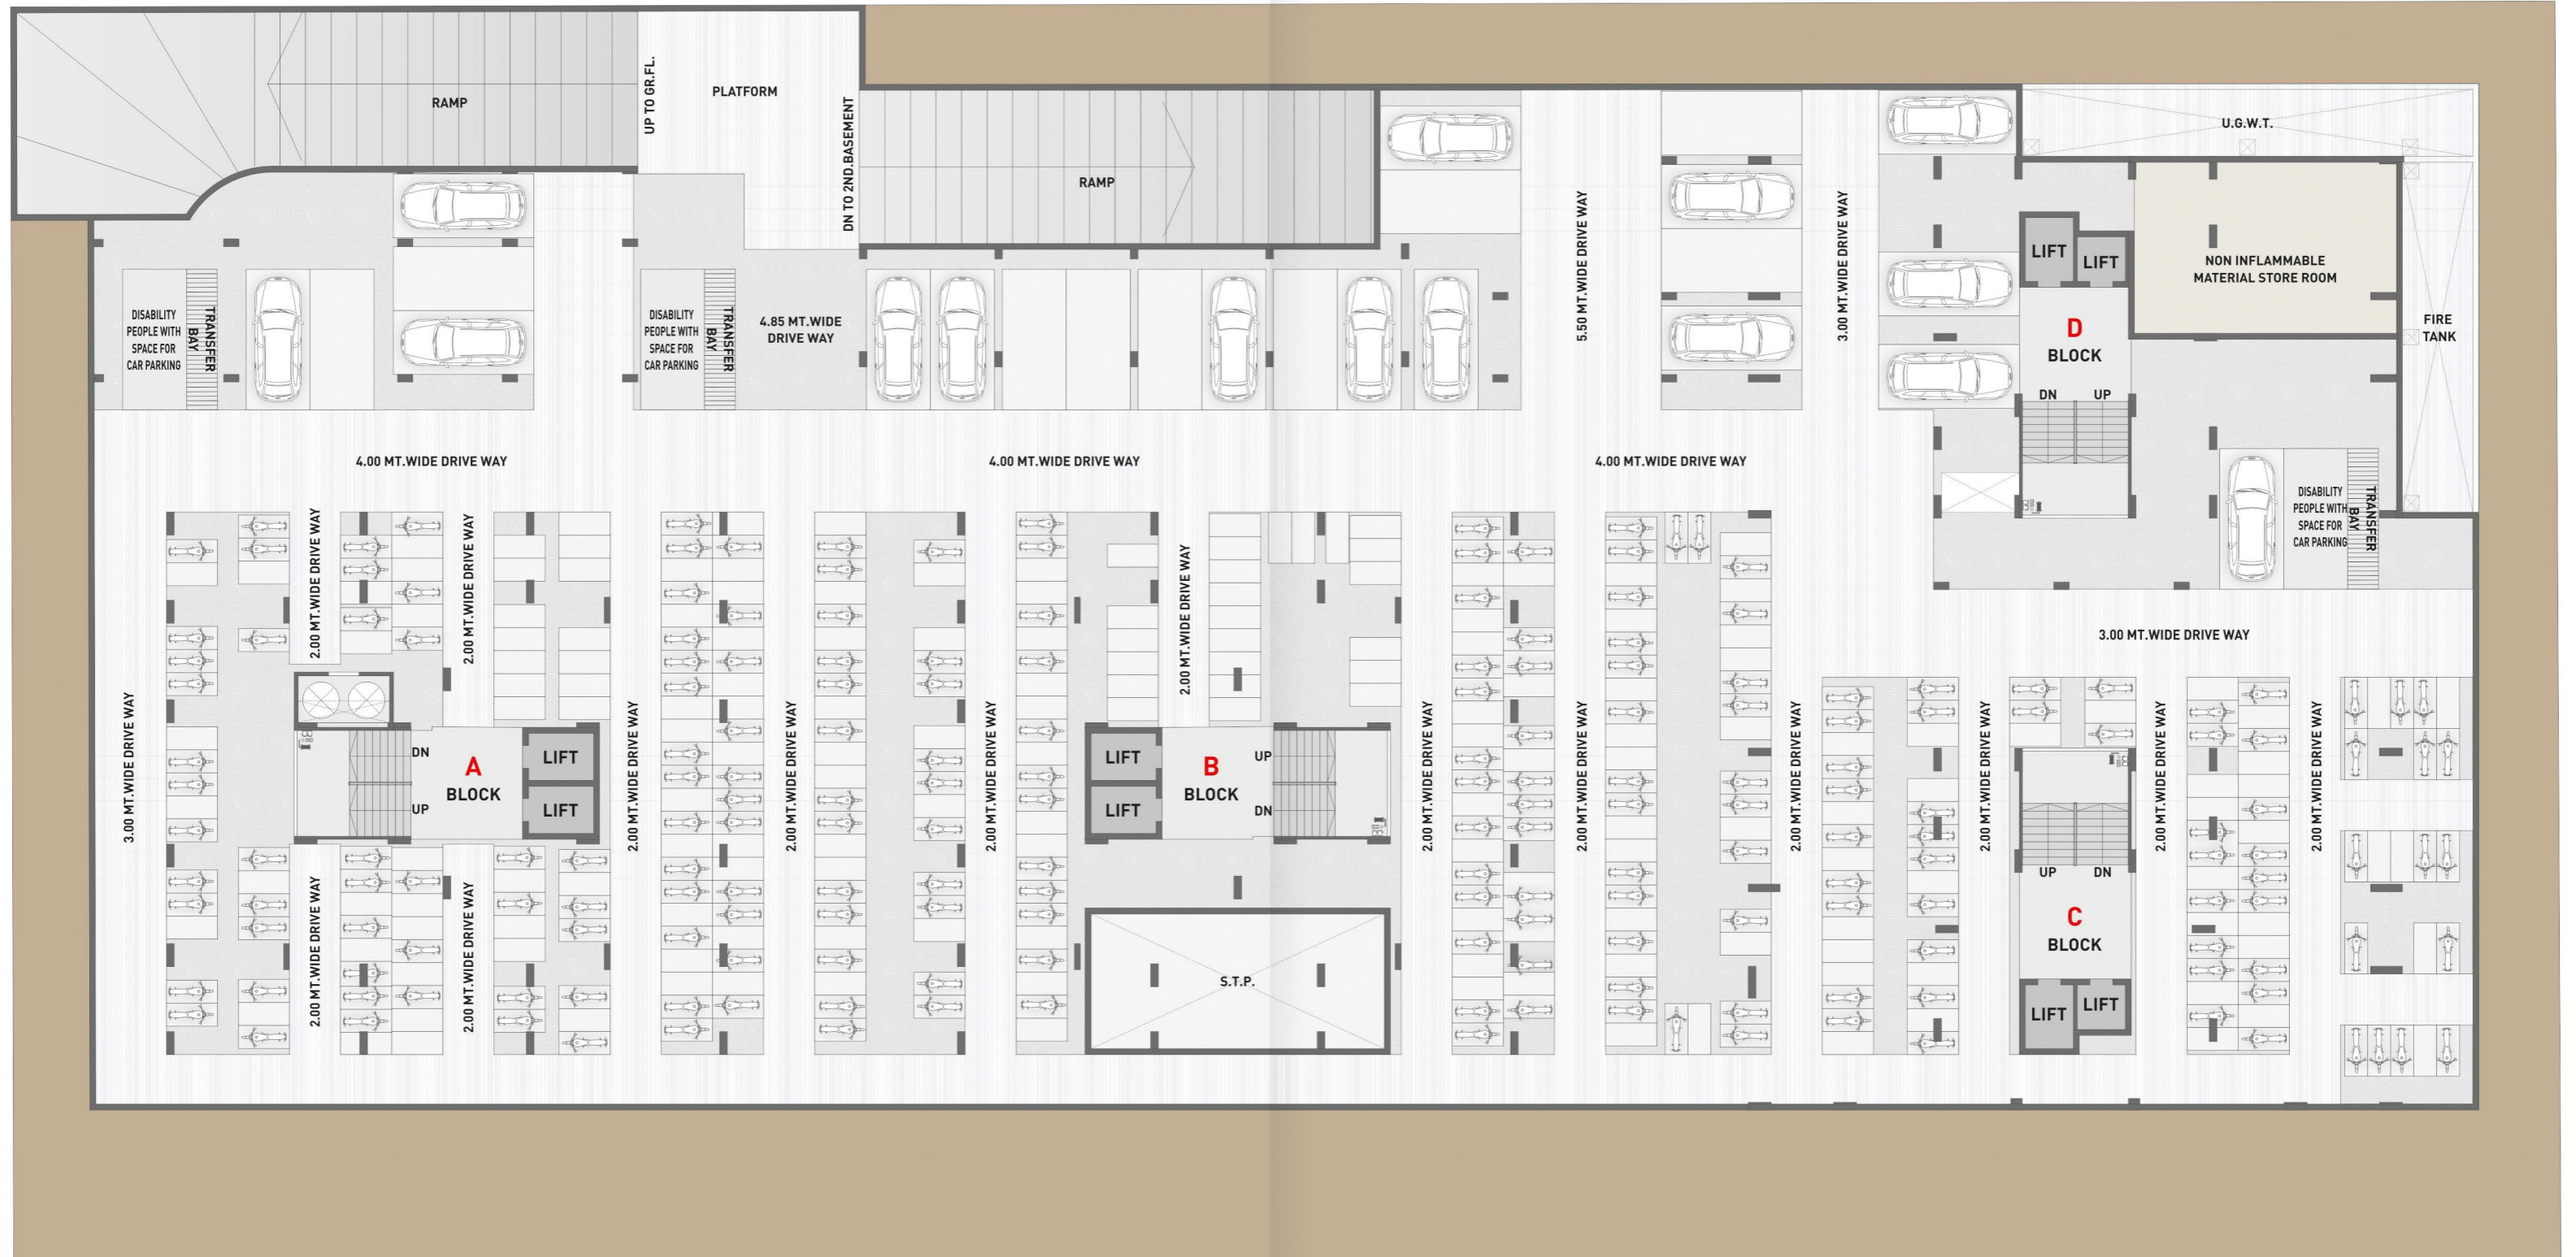 RAMP
UP TO GR.FL.
PLATFORM
DN TO 2ND.BASEMENT
RAMP
U.G.W.T.
5.50 MT.WIDE DRIVE WAY
3.00 MT.WIDE DRIVE WAY
LIFT
LIFT
NON INFLAMMABLE
MATERIAL STORE ROOM
DISABILITY
PEOPLE WITH
SPACE FOR
CAR PARKING
TRANSFER
BAY
DISABILITY
PEOPLE WITH
SPACE FOR
CAR PARKING
TRANSFER
BAY
4.85 MT.WIDE
DRIVE WAY
D
BLOCK
DN
UP
FIRE
TANK
4.00 MT.WIDE DRIVE WAY
4.00 MT.WIDE DRIVE WAY
4.00 MT.WIDE DRIVE WAY
DISABILITY
PEOPLE WITH
SPACE FOR
CAR PARKING
TRANSFER
BAY
2.00 MT.WIDE DRIVE WAY
2.00 MT.WIDE DRIVE WAY
2.00 MT.WIDE DRIVE WAY
3.00 MT.WIDE DRIVE WAY
3.00 MT.WIDE DRIVE WAY
DN
UP
A
BLOCK
LIFT
LIFT
2.00 MT.WIDE DRIVE WAY
2.00 MT.WIDE DRIVE WAY
2.00 MT.WIDE DRIVE WAY
LIFT
LIFT
B
BLOCK
UP
DN
2.00 MT.WIDE DRIVE WAY
2.00 MT.WIDE DRIVE WAY
2.00 MT.WIDE DRIVE WAY
2.00 MT.WIDE DRIVE WAY
2.00 MT.WIDE DRIVE WAY
2.00 MT.WIDE DRIVE WAY
UP
DN
C
BLOCK
LIFT
LIFT
2.00 MT.WIDE DRIVE WAY
2.00 MT.WIDE DRIVE WAY
S.T.P.